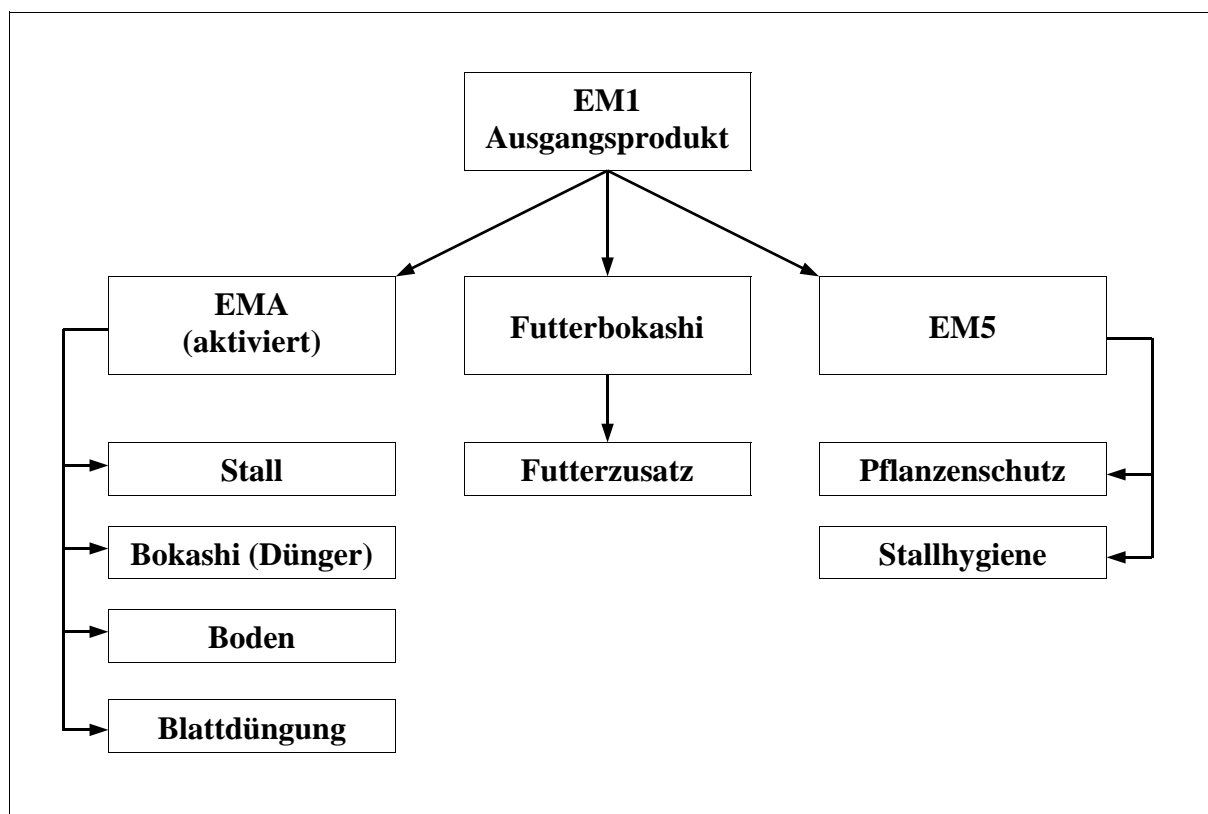 EM1
Ausgangsprodukt
EMA
(aktiviert)
Futterbokashi
EM5
Stall
Futterzusatz
Pflanzenschutz
Bokashi (Dünger)
Stallhygiene
Boden
Blattdüngung